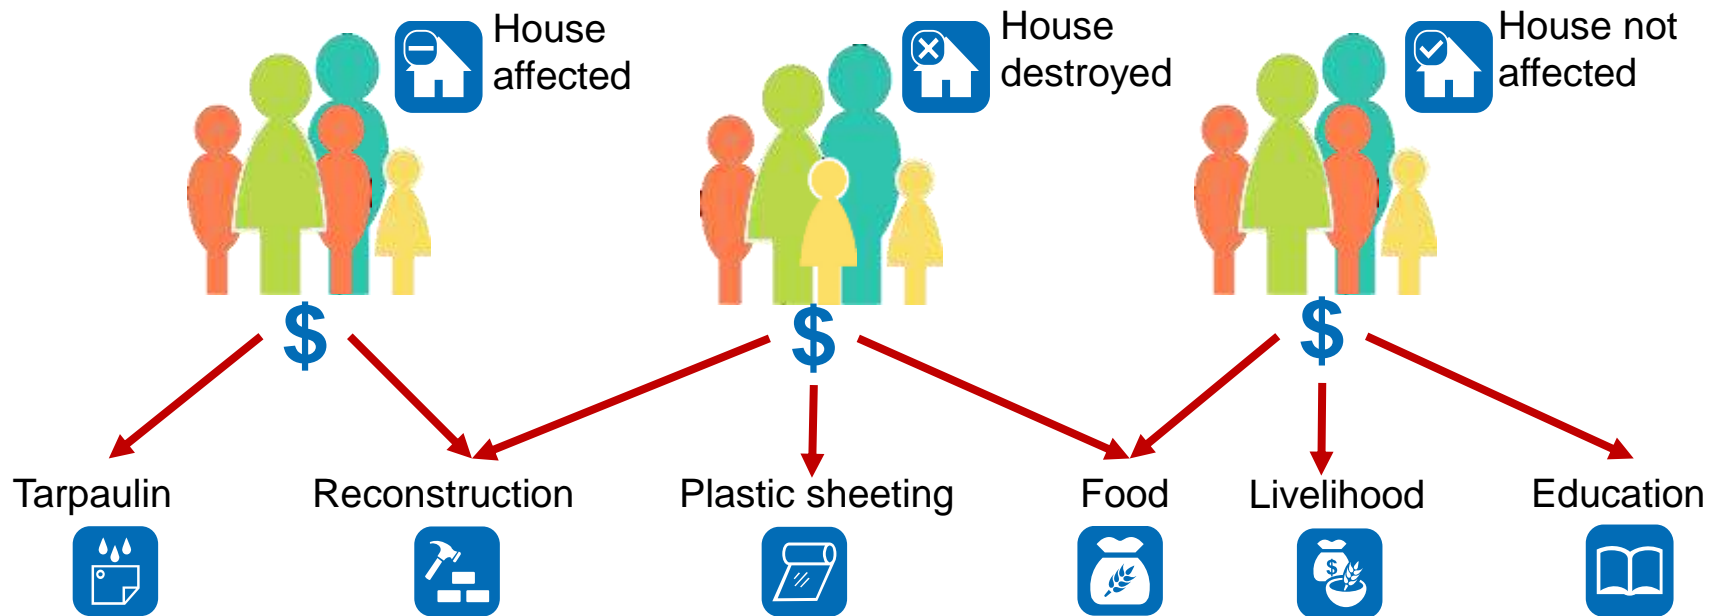 House
affected
House
destroyed
House not
affected
$
$
$
Tarpaulin
Reconstruction
Plastic sheeting
Food
Livelihood
Education
$